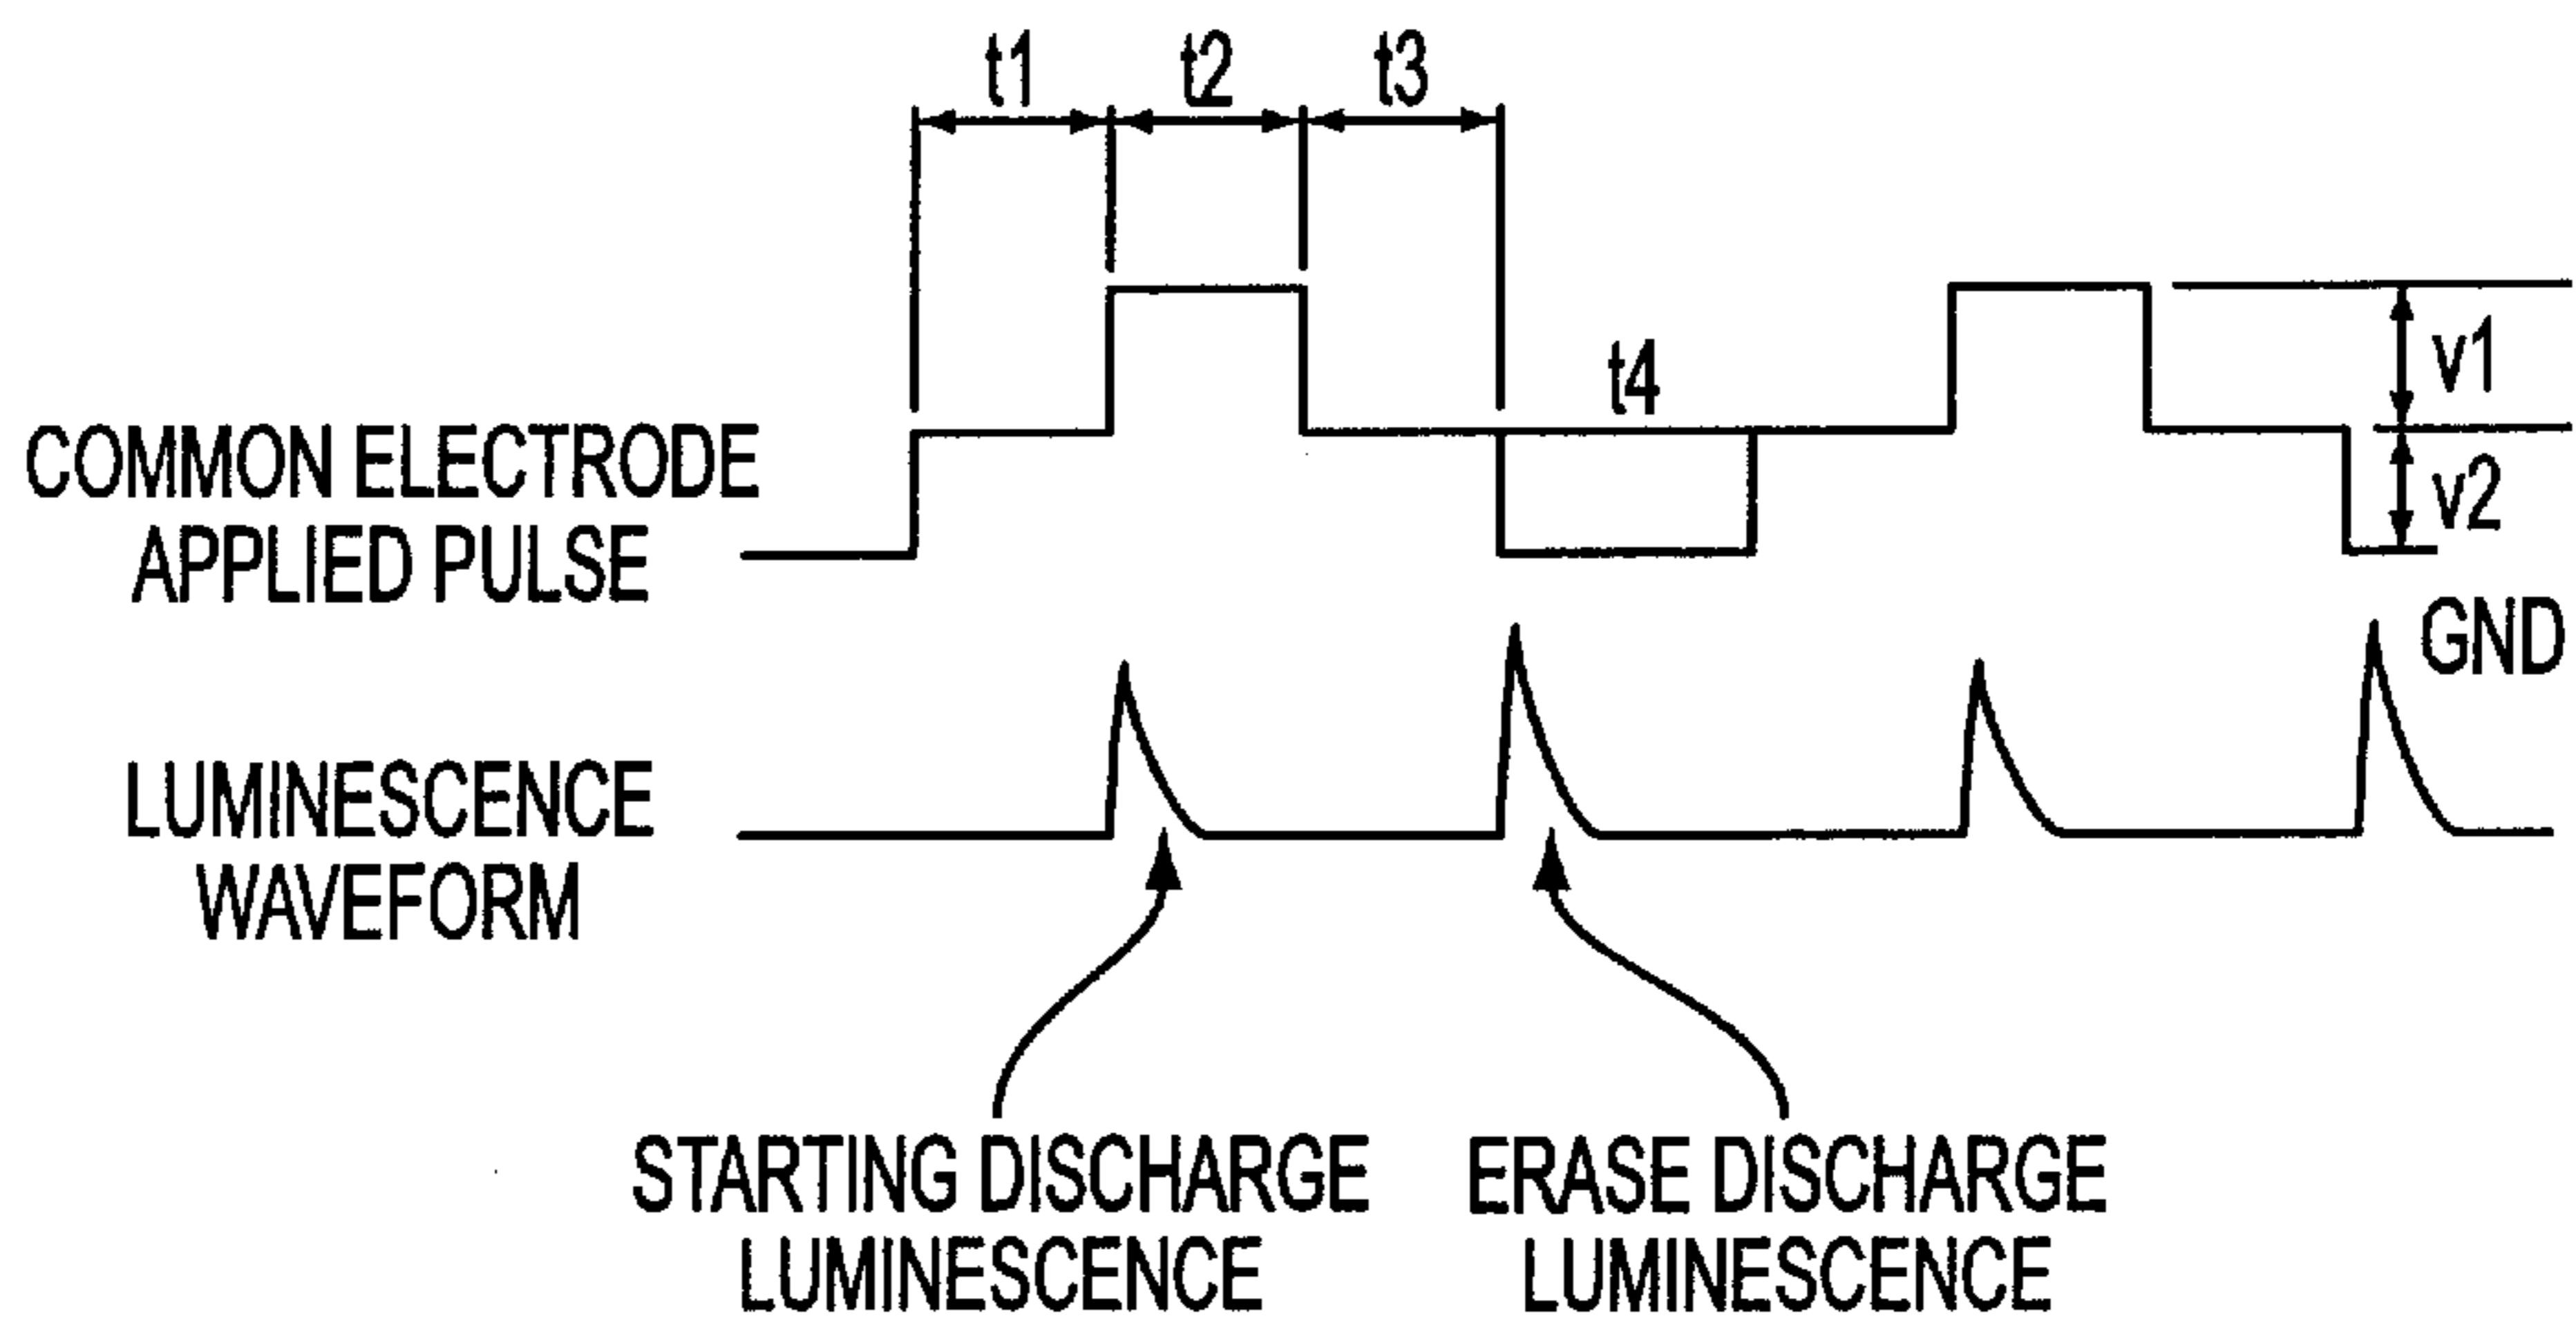 t1
t2
t3
t4
v1
COMMON ELECTRODE
APPLIED PULSE
v2
GND
LUMINESCENCE
WAVEFORM
STARTING DISCHARGE
LUMINESCENCE
ERASE DISCHARGE
LUMINESCENCE